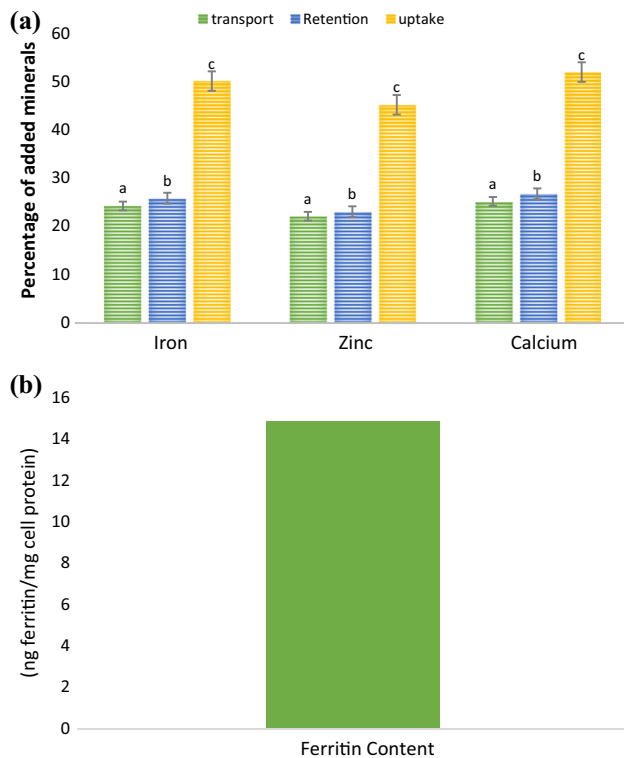 (a)
transport Retention uptake
Percentage of added minerals
60
50
40
30
20
10
0
a b c
a b c
a b c
Iron Zinc Calcium
(b)
(ng ferritin/mg cell protein)
16
14
12
10
8
6
4
2
0
Ferritin Content